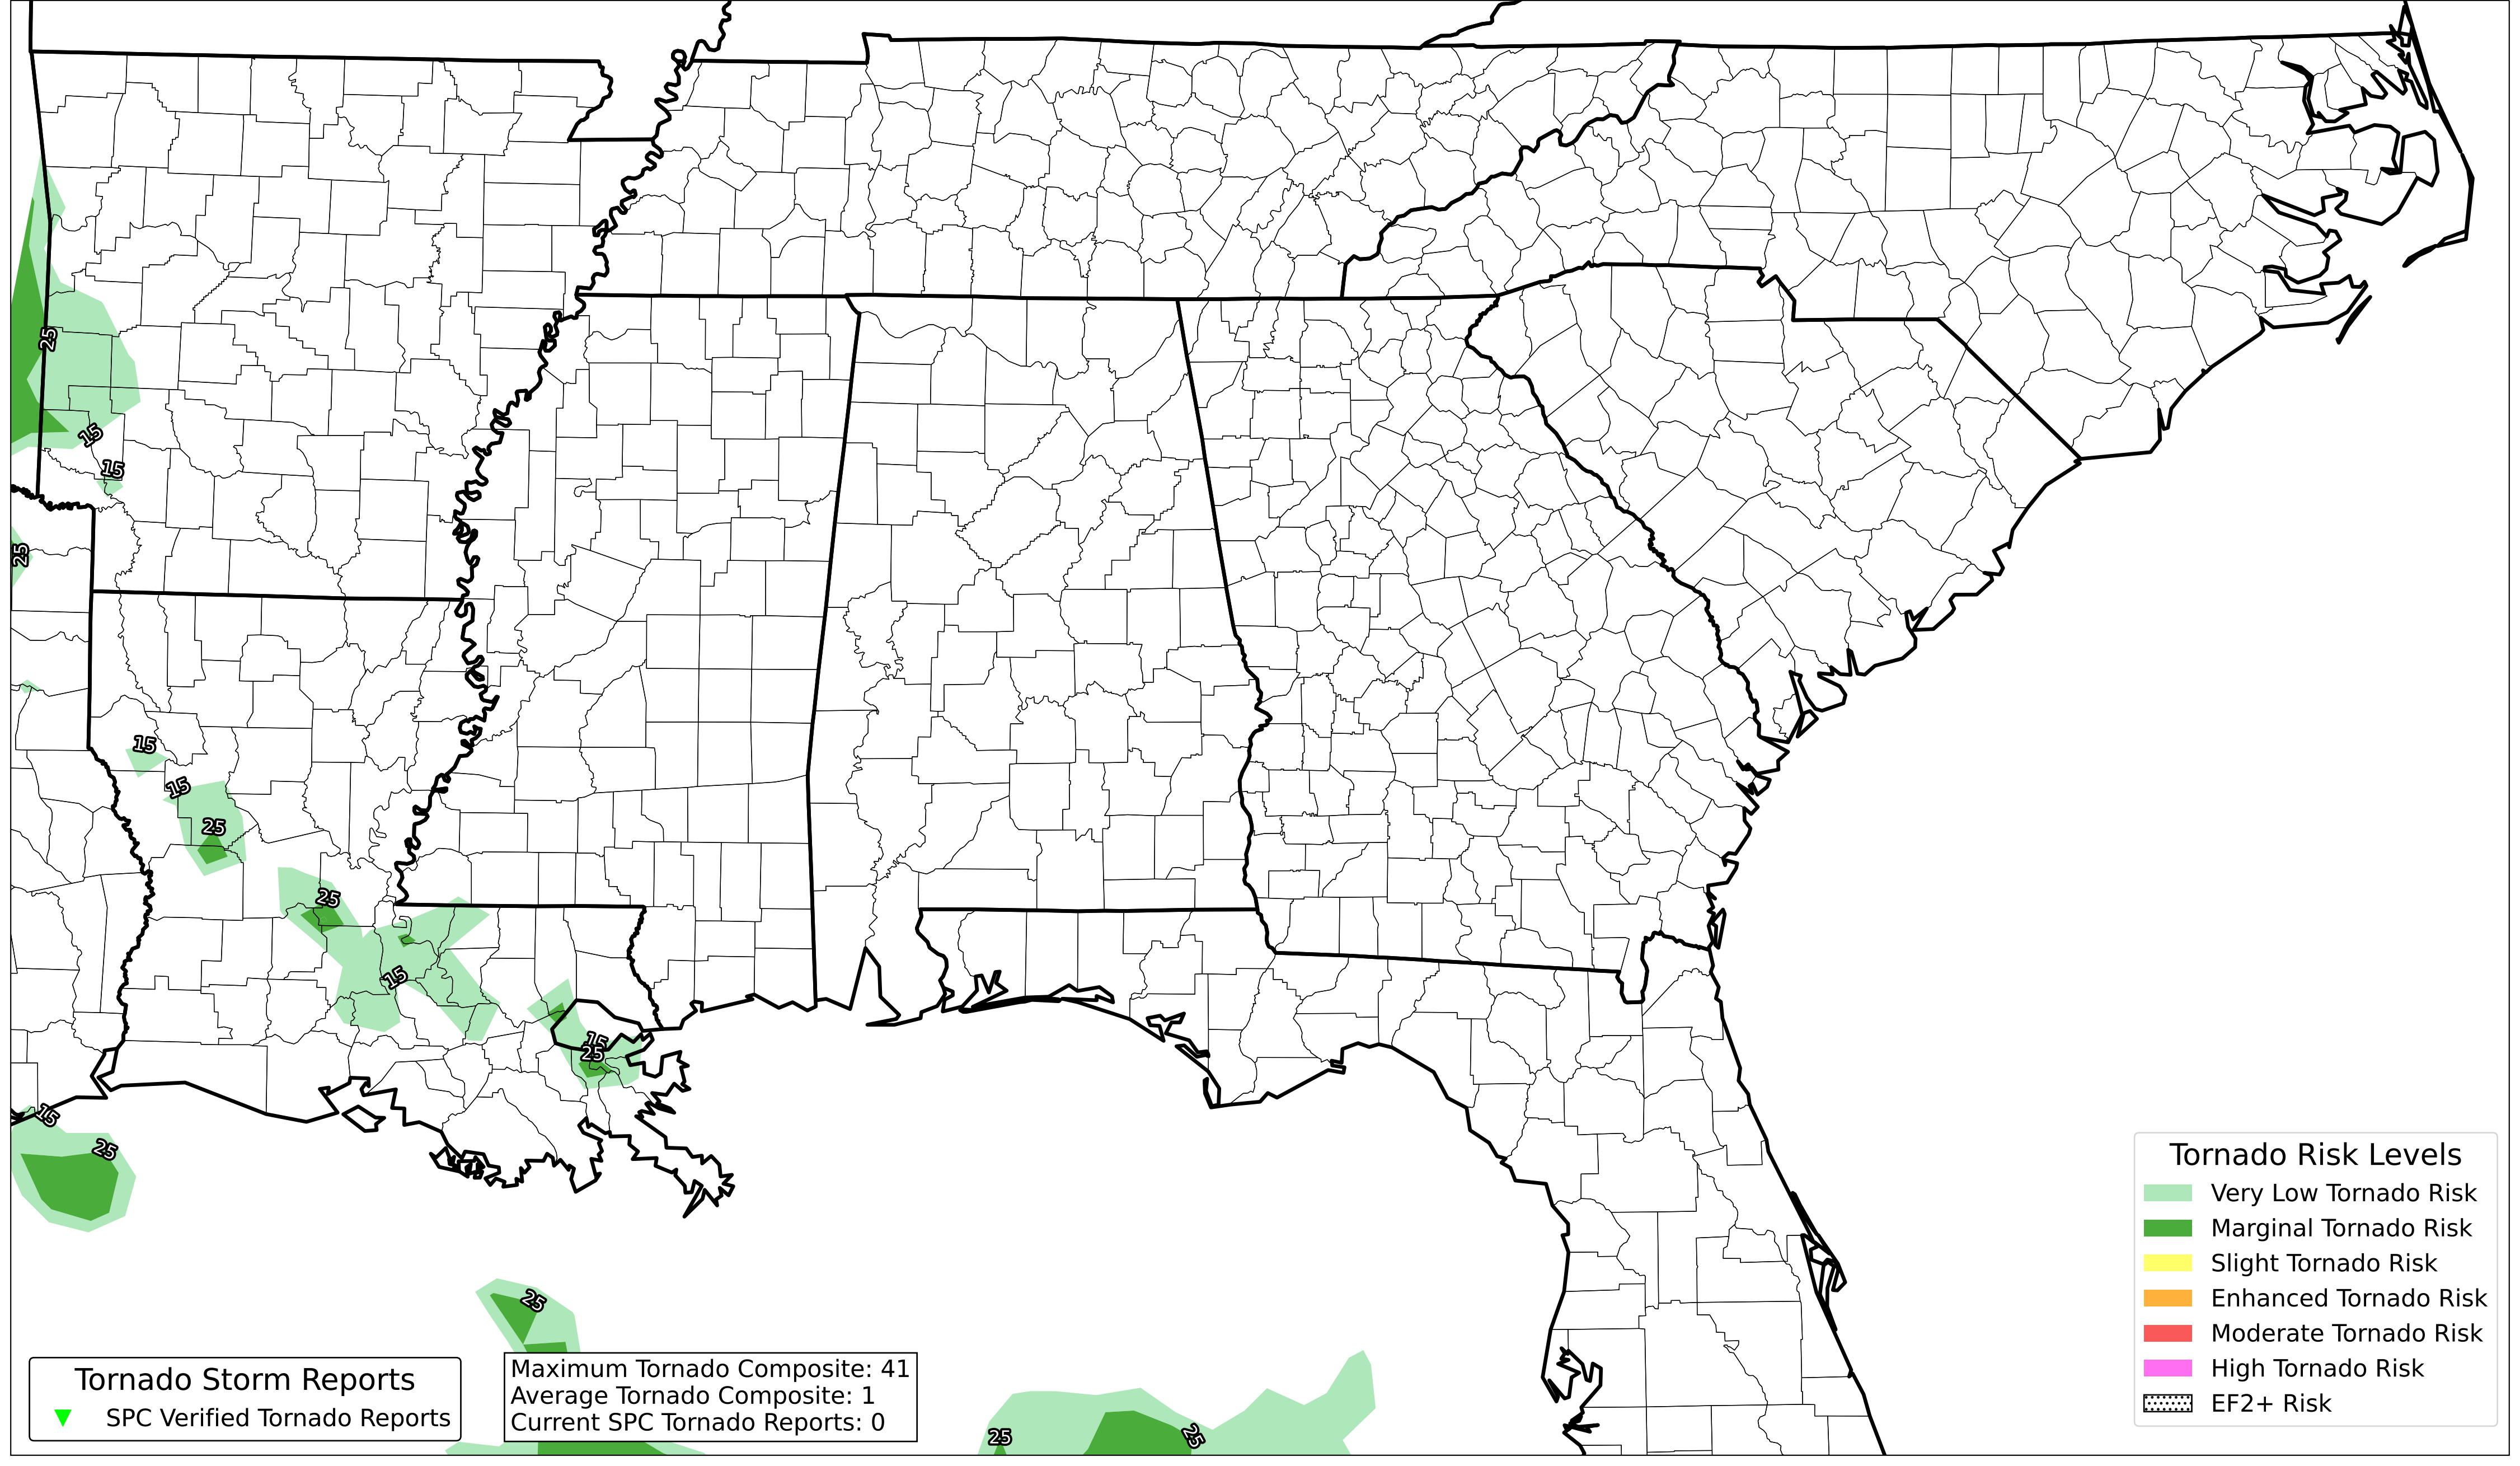 25
15
15
25
15
15
25
25
15
15
25
15
25
25
25
25
Tornado Risk Levels
Very Low Tornado Risk
Marginal Tornado Risk
Slight Tornado Risk
Enhanced Tornado Risk
Moderate Tornado Risk
High Tornado Risk
EF2+ Risk
Tornado Storm Reports
SPC Verified Tornado Reports
Maximum Tornado Composite: 41
Average Tornado Composite: 1
Current SPC Tornado Reports: 0